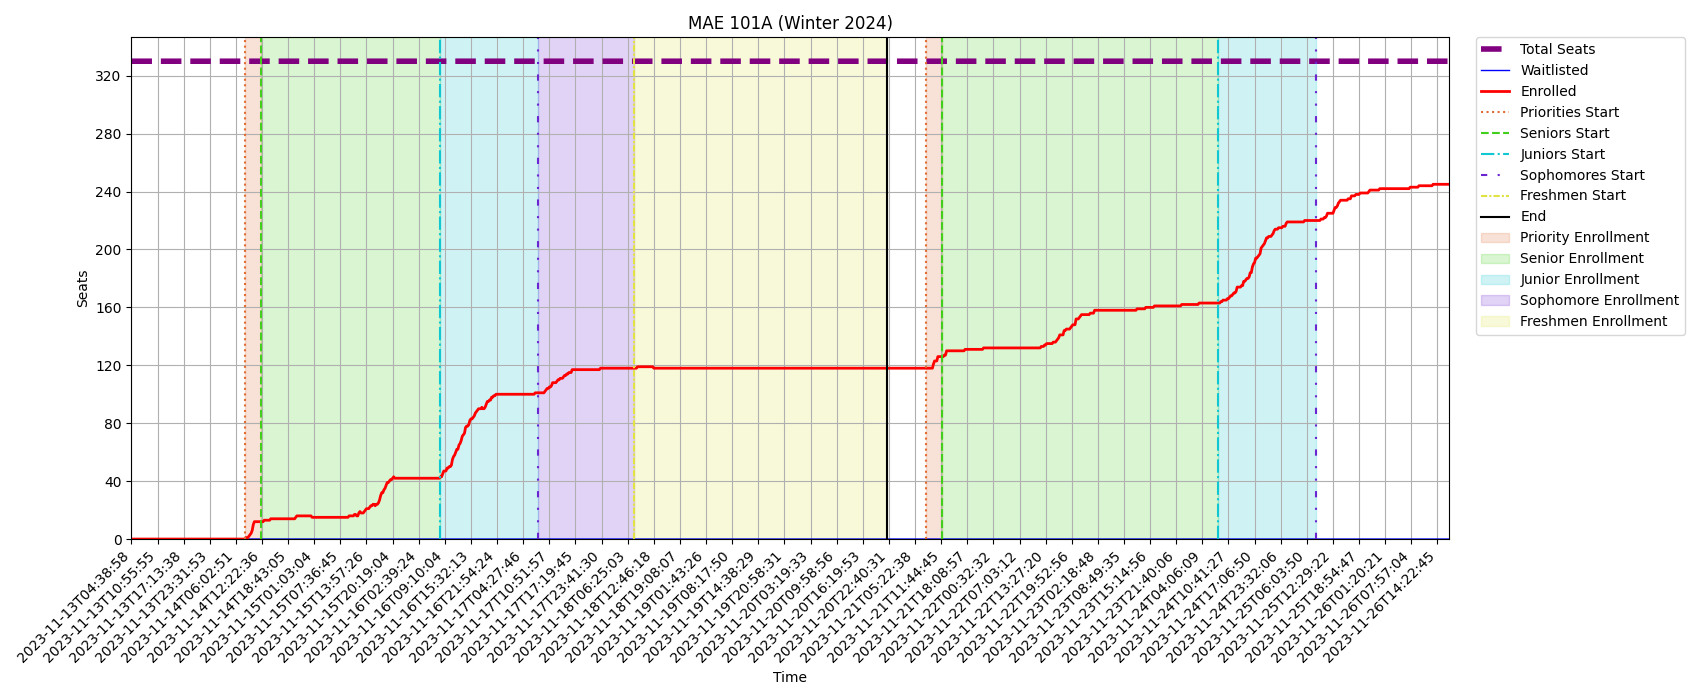 MAE 101A (Winter 2024)
Seats
320
280
240
200
160
120
80
40
0
2023-11-13T04:38:58
2023-11-13T10:55:55
2023-11-13T17:13:38
2023-11-13T23:31:53
2023-11-14T06:02:51
2023-11-14T12:22:36
2023-11-14T18:43:05
2023-11-15T01:03:04
2023-11-15T07:36:45
2023-11-15T13:57:26
2023-11-15T20:19:04
2023-11-16T02:39:24
2023-11-16T09:10:04
2023-11-16T15:32:13
2023-11-16T21:54:24
2023-11-17T04:27:46
2023-11-17T10:51:57
2023-11-17T17:19:45
2023-11-17T23:41:30
2023-11-18T06:25:03
2023-11-18T12:46:18
2023-11-18T19:08:07
2023-11-19T01:43:26
2023-11-19T08:17:50
2023-11-19T14:38:29
2023-11-19T20:58:31
2023-11-20T03:19:33
2023-11-20T09:58:56
2023-11-20T16:19:53
2023-11-20T22:40:31
2023-11-21T05:22:38
2023-11-21T11:44:45
2023-11-21T18:08:57
2023-11-22T00:32:32
2023-11-22T07:03:12
2023-11-22T13:27:20
2023-11-22T19:52:56
2023-11-23T02:18:48
2023-11-23T08:49:35
2023-11-23T15:14:56
2023-11-23T21:40:06
2023-11-24T04:06:09
2023-11-24T10:41:27
2023-11-24T17:06:50
2023-11-24T23:32:06
2023-11-25T06:03:50
2023-11-25T12:29:22
2023-11-25T18:54:47
2023-11-26T01:20:21
2023-11-26T07:57:04
2023-11-26T14:22:45
Time
Total Seats
Waitlisted
Enrolled
Priorities Start
Seniors Start
Juniors Start
Sophomores Start
Freshmen Start
End
Priority Enrollment
Senior Enrollment
Junior Enrollment
Sophomore Enrollment
Freshmen Enrollment